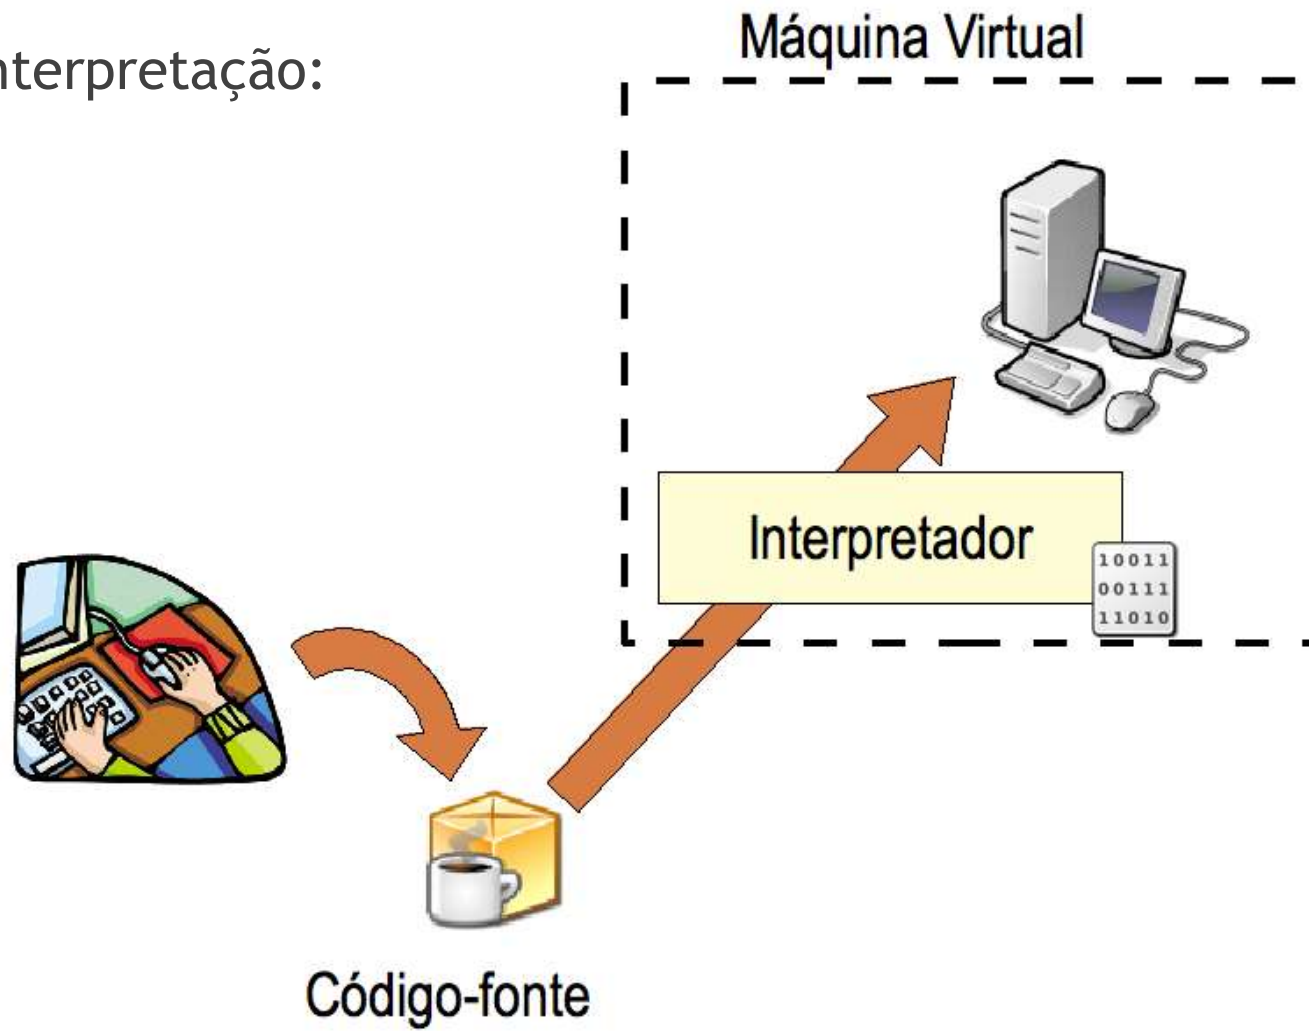 Máquina Virtual
nterpretação:
Interpretador
10011
00111
11010
Código-fonte